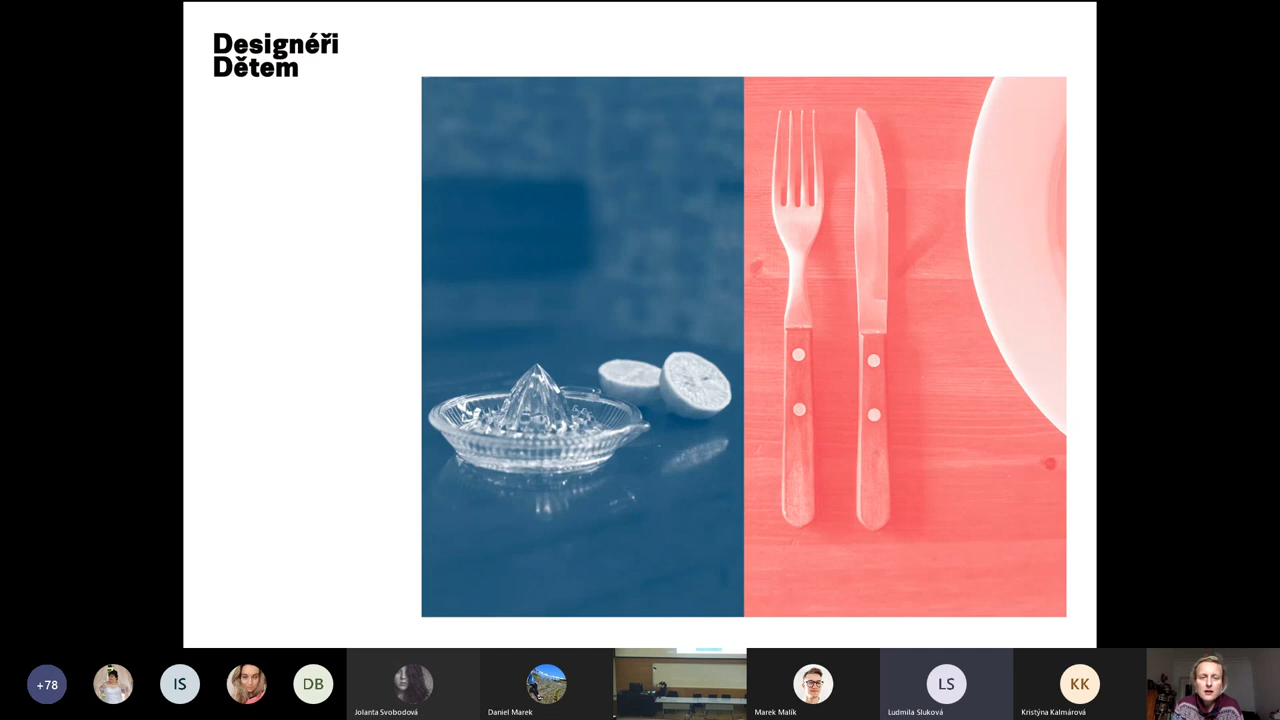 Designéři
Dětem
+78
IS
DB
Jolanta Svobodová
Daniel Marek
Marek Malík
LS
Ludmila Sluková
KK
Kristýna Kalmárová